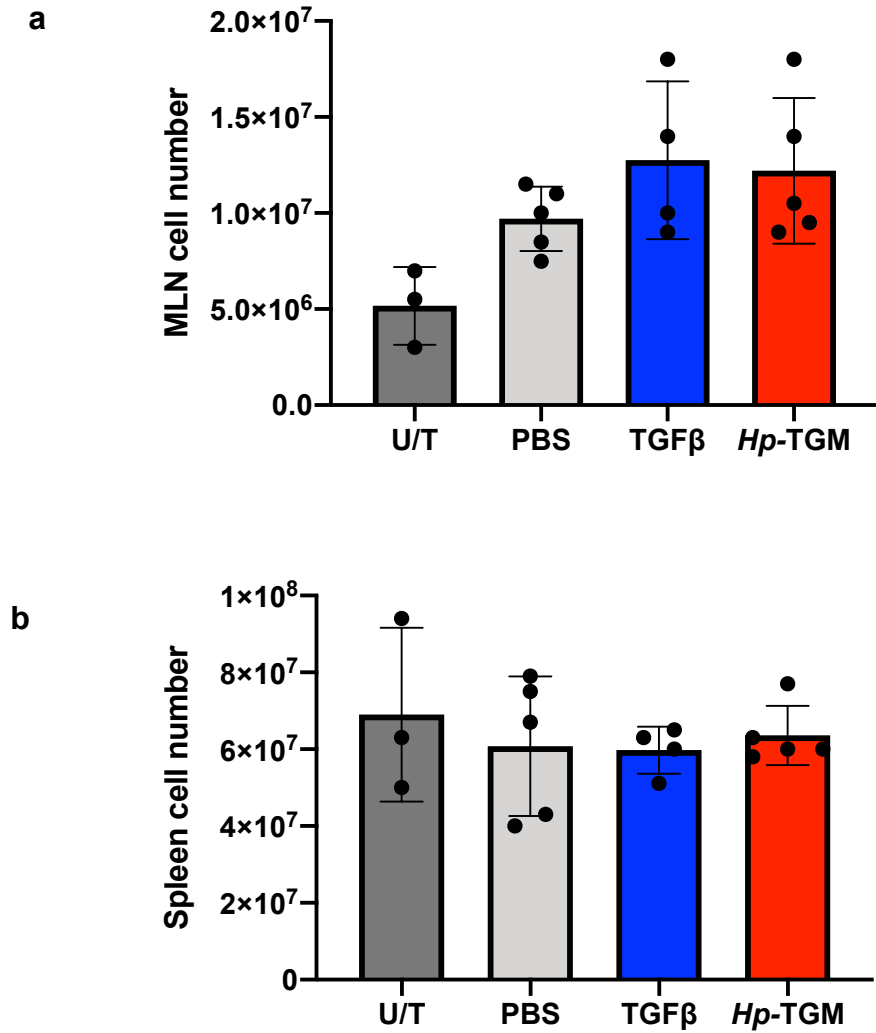 a
MLN cell number
2.0×10⁷
1.5×10⁷
1.0×10⁷
5.0×10⁶
0.0
U/T PBS TGFβ Hp-TGM
b
Spleen cell number
1×10⁸
8×10⁷
6×10⁷
4×10⁷
2×10⁷
0
U/T PBS TGFβ Hp-TGM